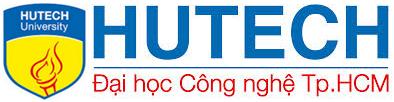 HUTECH
University
HUTECH
Đại học Công nghệ Tp.HCM